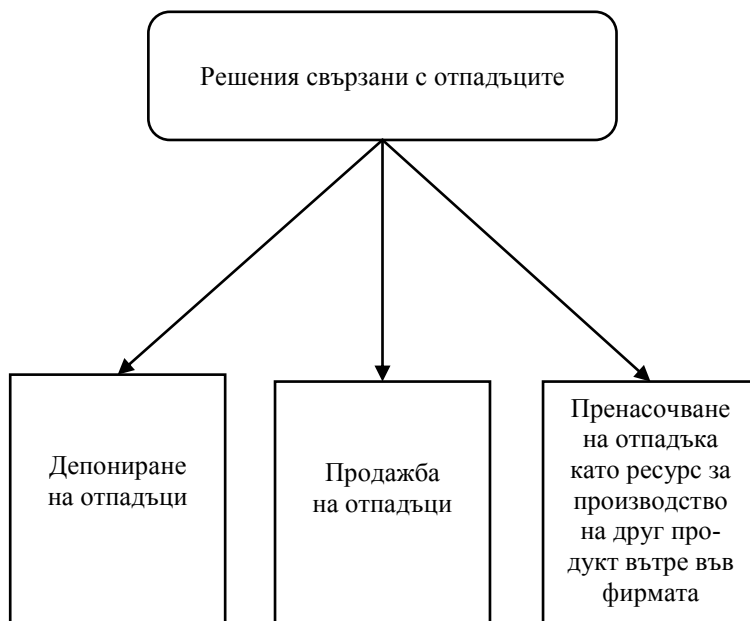 Решения свързани с отпадъците
Депониране
на отпадъци
Продажба
на отпадъци
Пренасочване
на отпадъка
като ресурс за
производство
на друг про-
дукт вътре във
фирмата